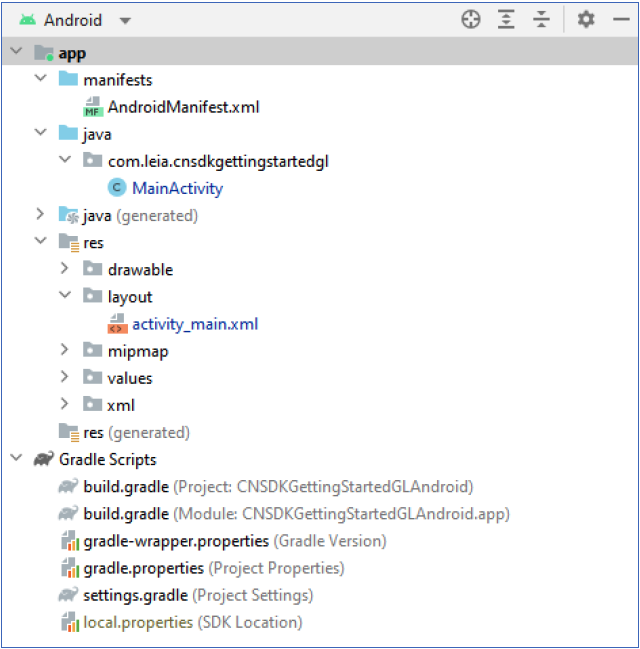 Android
app
manifests
MF AndroidManifest.xml
java
com.leia.cnsdkgettingstartedgl
C MainActivity
java (generated)
res
drawable
layout
<> activity_main.xml
mipmap
values
xml
res (generated)
Gradle Scripts
build.gradle (Project: CNSDKGettingStartedGLAndroid)
build.gradle (Module: CNSDKGettingStartedGLAndroid.app)
gradle-wrapper.properties (Gradle Version)
gradle.properties (Project Properties)
settings.gradle (Project Settings)
local.properties (SDK Location)